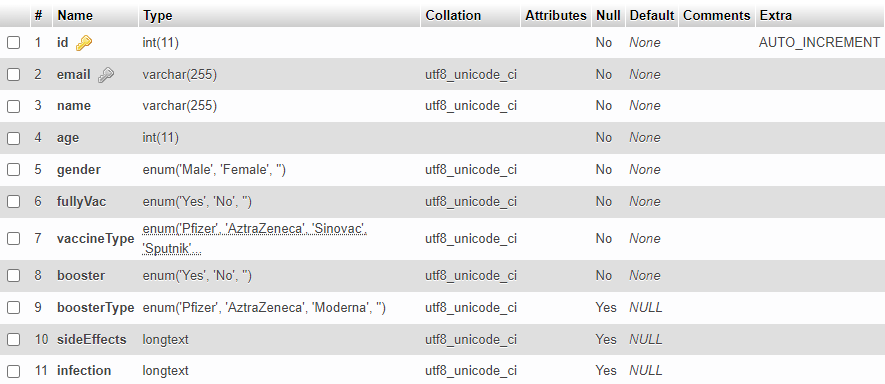 # Name Type Collation Attributes Null Default Comments Extra
1 id int(11) No None AUTO_INCREMENT
2 email varchar(255) utf8_unicode_ci No None
3 name varchar(255) utf8_unicode_ci No None
4 age int(11) No None
5 gender enum('Male', 'Female', '') utf8_unicode_ci No None
6 fullyVac enum('Yes', 'No', '') utf8_unicode_ci No None
7 vaccineType enum('Pfizer', 'AztraZeneca', 'Sinovac', utf8_unicode_ci No None
'Sputnik'...
8 booster enum('Yes', 'No', '') utf8_unicode_ci No None
9 boosterType enum('Pfizer', 'AztraZeneca', 'Moderna', '') utf8_unicode_ci Yes NULL
10 sideEffects longtext utf8_unicode_ci Yes NULL
11 infection longtext utf8_unicode_ci Yes NULL